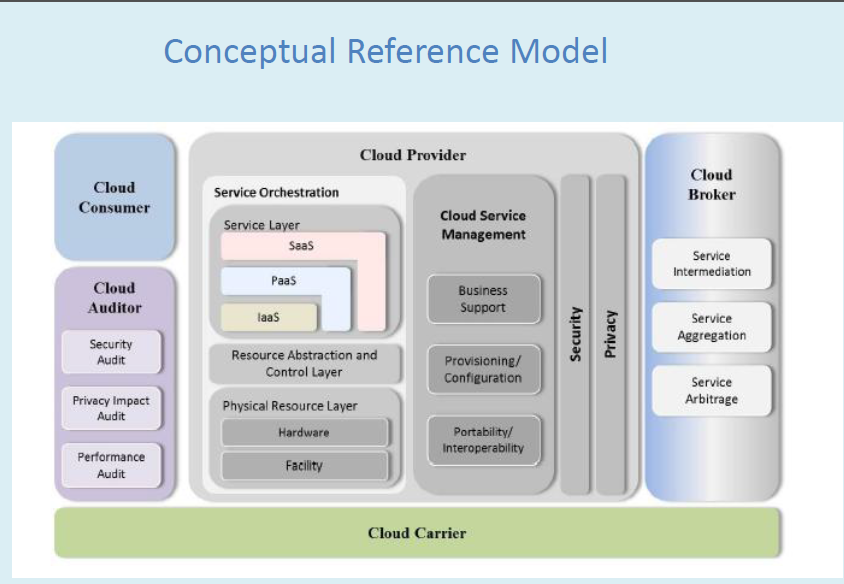 Conceptual Reference Model
Cloud
Consumer
Cloud
Auditor
Security
Audit
Privacy Impact
Audit
Performance
Audit
Cloud Provider
Service Orchestration
Service Layer
SaaS
PaaS
IaaS
Resource Abstraction and
Control Layer
Physical Resource Layer
Hardware
Facility
Cloud Service
Management
Business
Support
Provisioning/
Configuration
Portability/
Interoperability
Security
Privacy
Cloud
Broker
Service
Intermediation
Service
Aggregation
Service
Arbitrage
Cloud Carrier